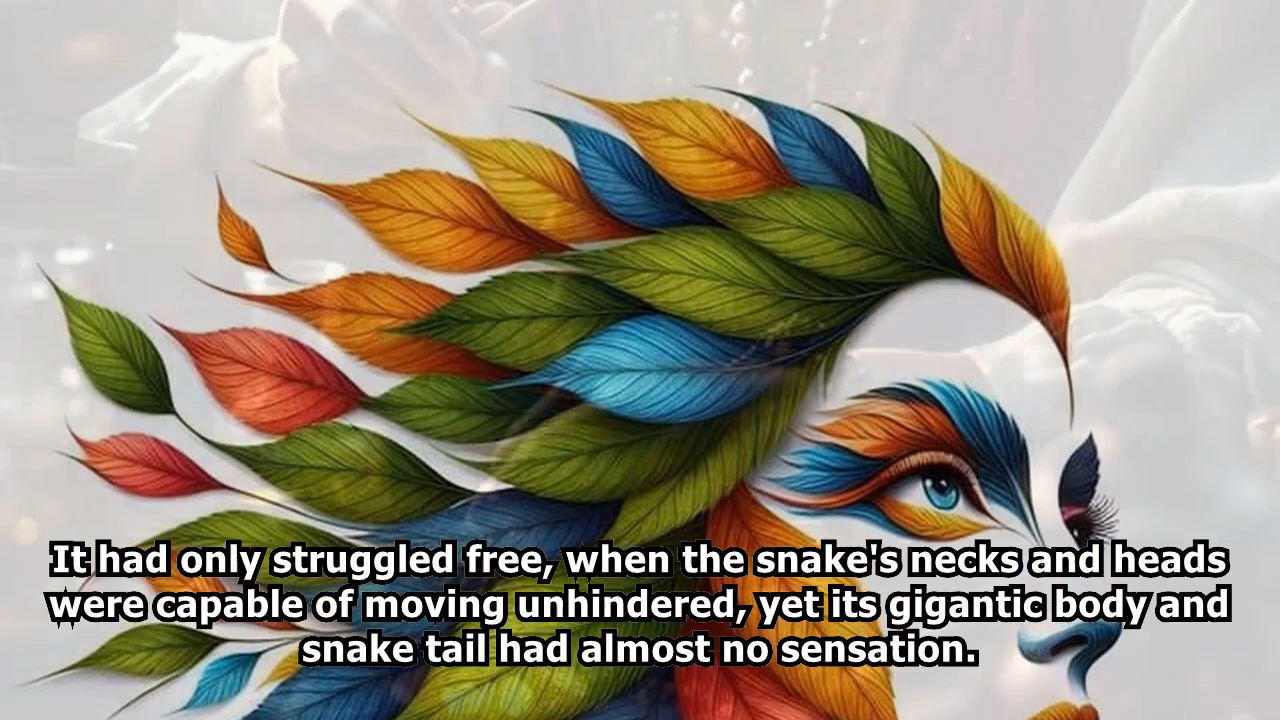 It had only struggled free, when the snake's necks and heads
were capable of moving unhindered, yet its gigantic body and
snake tail had almost no sensation.